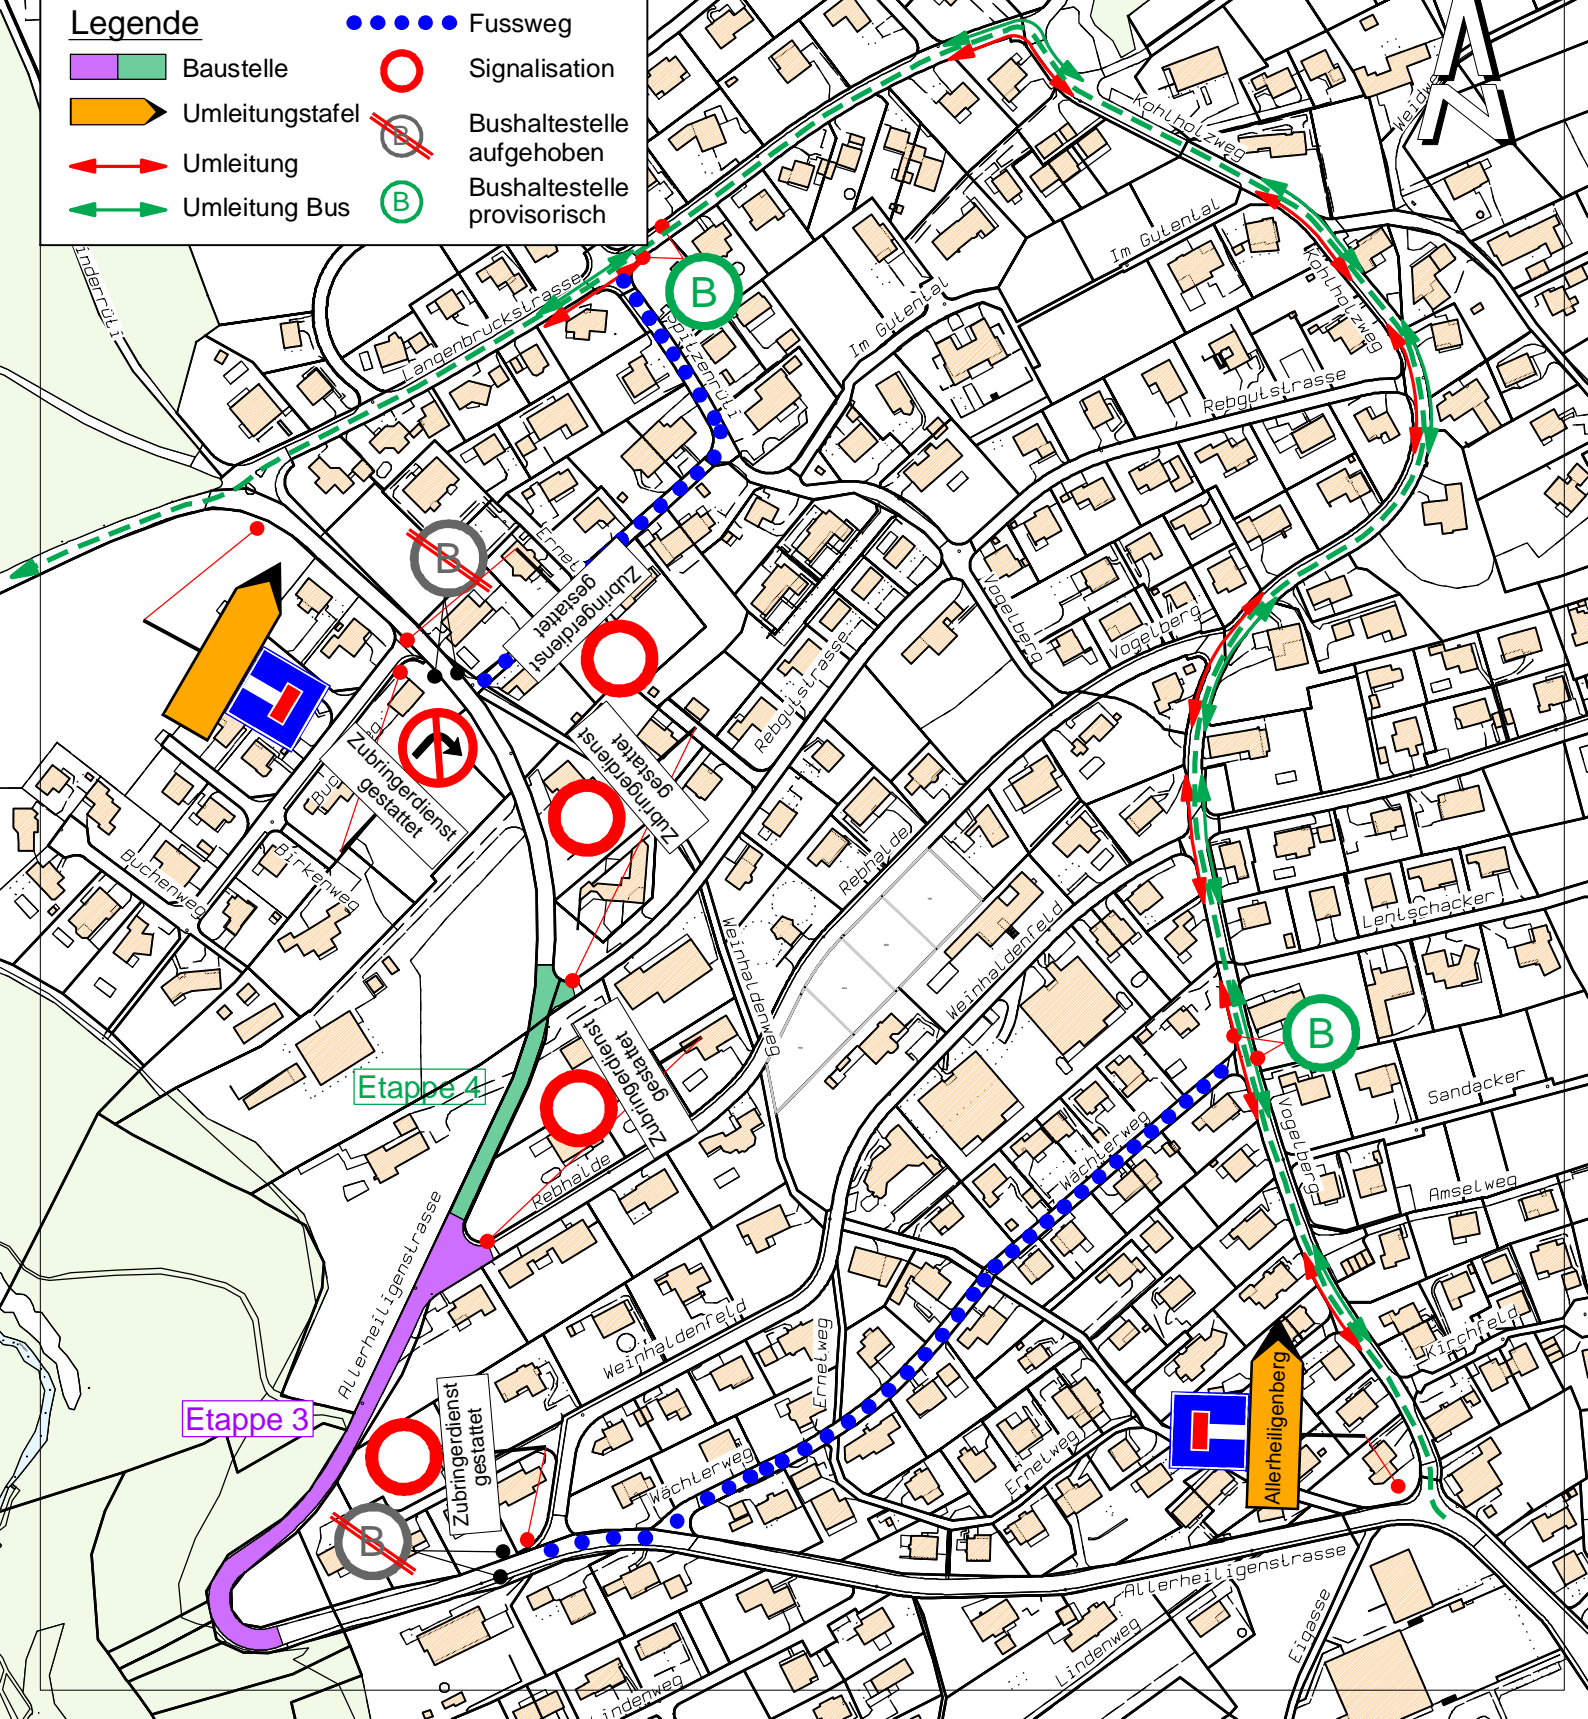 Legende
Fussweg
Baustelle
Signalisation
Umleitungstafel
B
Bushaltestelle
aufgehoben
Umleitung
Umleitung Bus
B
Bushaltestelle
provisorisch
N
Kohlholzweg
Weidweg
Im Gutental
Kohlholzweg
Langenbruckstrasse
B
Spitzenrüti
Im Gutental
Rebgutstrasse
B
Zubringerdienst
gestattet
Vogelberg
Vogelberg
Rebgutstrasse
Zubringerdienst
gestattet
Zubringerdienst
gestattet
Buchenweg
Birkenweg
Rebhalde
Weinhaldenweg
Weinhaldenfeld
Lentschacker
Zubringerdienst
gestattet
B
Etappe 4
Sandacker
Wächterweg
Vogelberg
Rebhalde
Amselweg
Allerheiligenstrasse
Weinhaldenfeld
Ernetweg
Kirchfeld
Etappe 3
Zubringerdienst
gestattet
Allerheiligenberg
Wächterweg
Ernetweg
B
Allerheiligenstrasse
Eigasse
Lindenweg
Lindenweg